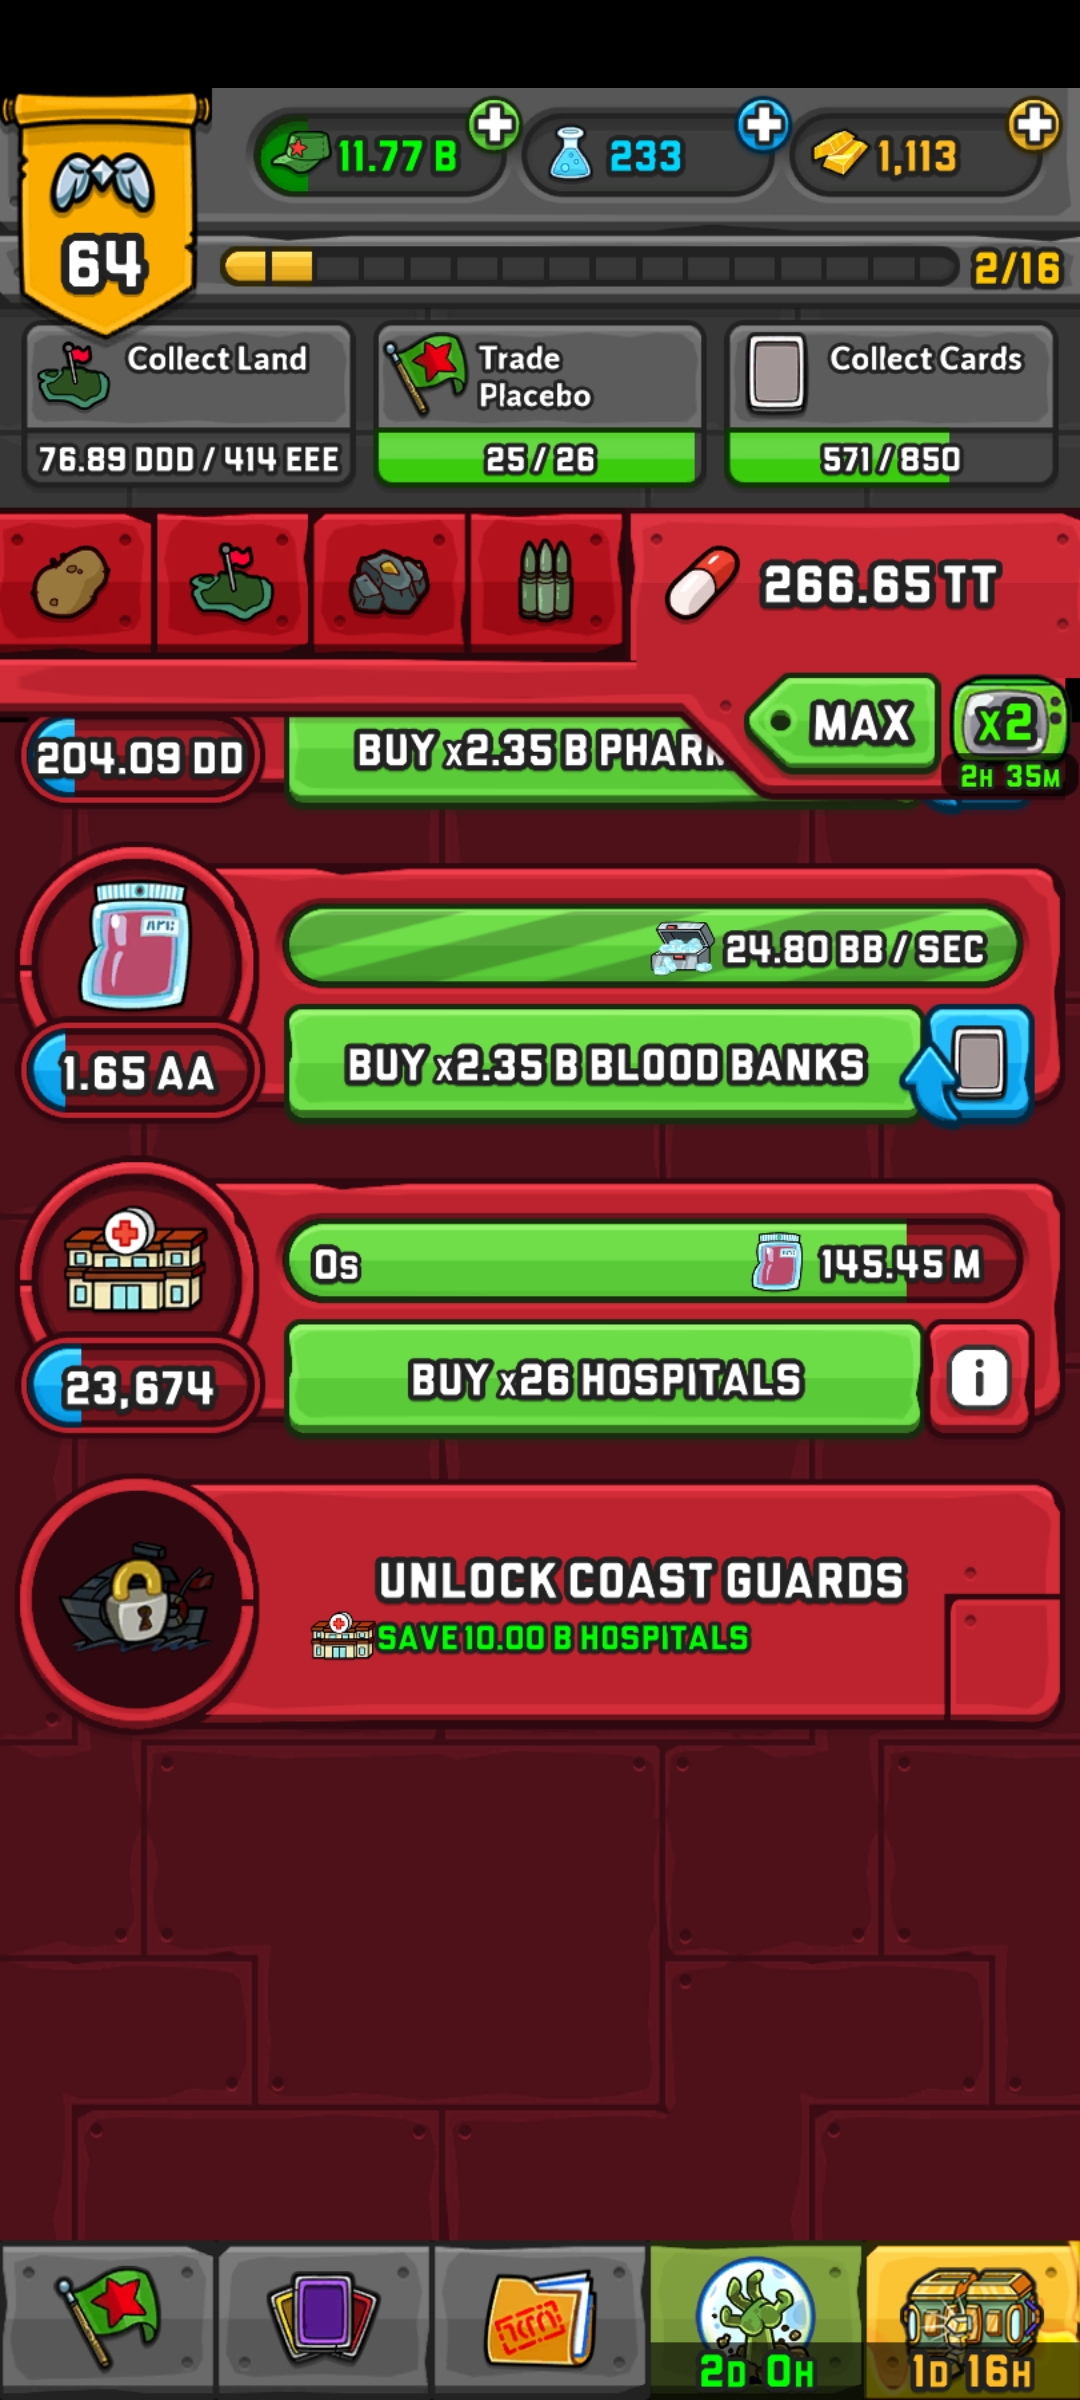 11.77 B
233
1,113
64
2/16
Collect Land
Trade
Placebo
Collect Cards
76.89 DDD / 414 EEE
25 / 26
571 / 850
266.65 TT
MAX
x2
2H 35M
204.09 DD
BUY x2.35 B
24.80 BB / SEC
1.65 AA
BUY x2.35 B BLOOD BANKS
0s
145.45 M
23,674
BUY x26 HOSPITALS
i
UNLOCK COAST GUARDS
SAVE 10.00 B HOSPITALS
2D 0H
1D 16H